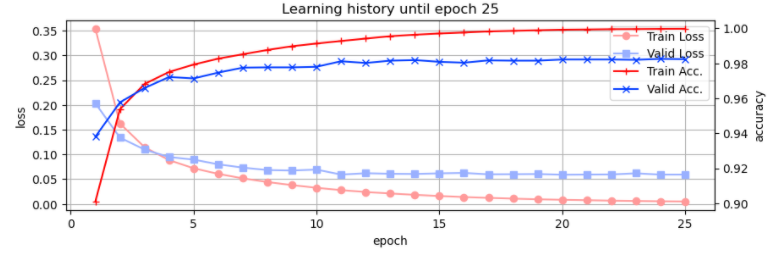 Learning history until epoch 25
loss
0.35
0.30
0.25
0.20
0.15
0.10
0.05
0.00
Train Loss
Valid Loss
Train Acc.
Valid Acc.
1.00
0.98
0.96
0.94
0.92
0.90
accuracy
0 5 10 15 20 25
epoch